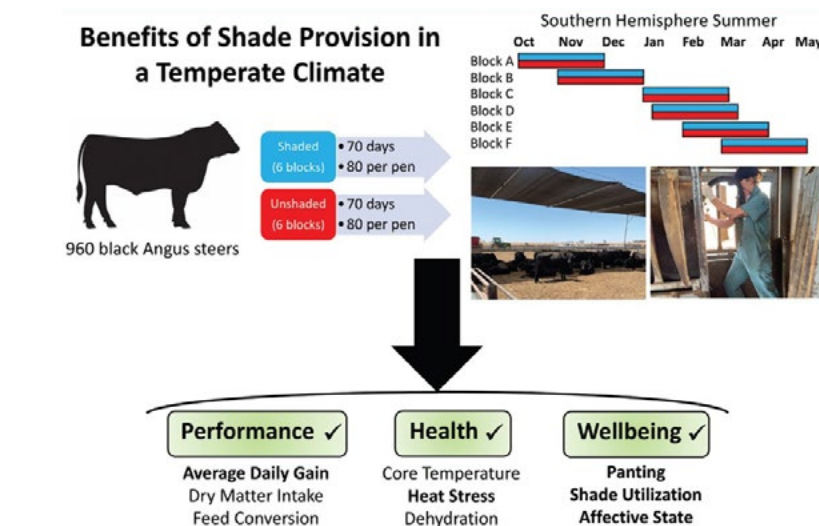 Benefits of Shade Provision in
a Temperate Climate
960 black Angus steers
Shaded
(6 blocks)
• 70 days
• 80 per pen
Unshaded
(6 blocks)
• 70 days
• 80 per pen
Southern Hemisphere Summer
Oct Nov Dec Jan Feb Mar Apr May
Block A
Block B
Block C
Block D
Block E
Block F
Performance ✓
Average Daily Gain
Dry Matter Intake
Feed Conversion
Health ✓
Core Temperature
Heat Stress
Dehydration
Wellbeing ✓
Panting
Shade Utilization
Affective State